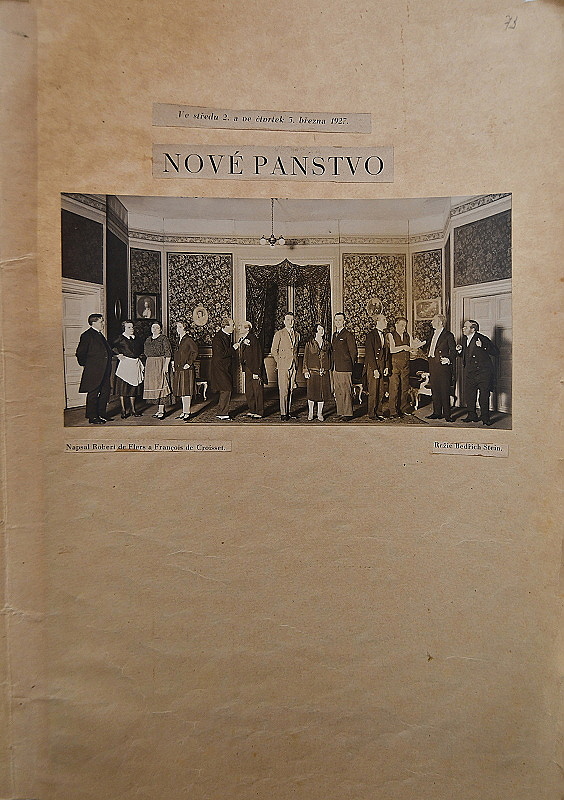 73
Ve středu 2. a ve čtvrtek 3. března 1927.
NOVÉ PANSTVO
Napsal Robert de Flers a François de Croisset.
Režie Bedřich Stein.